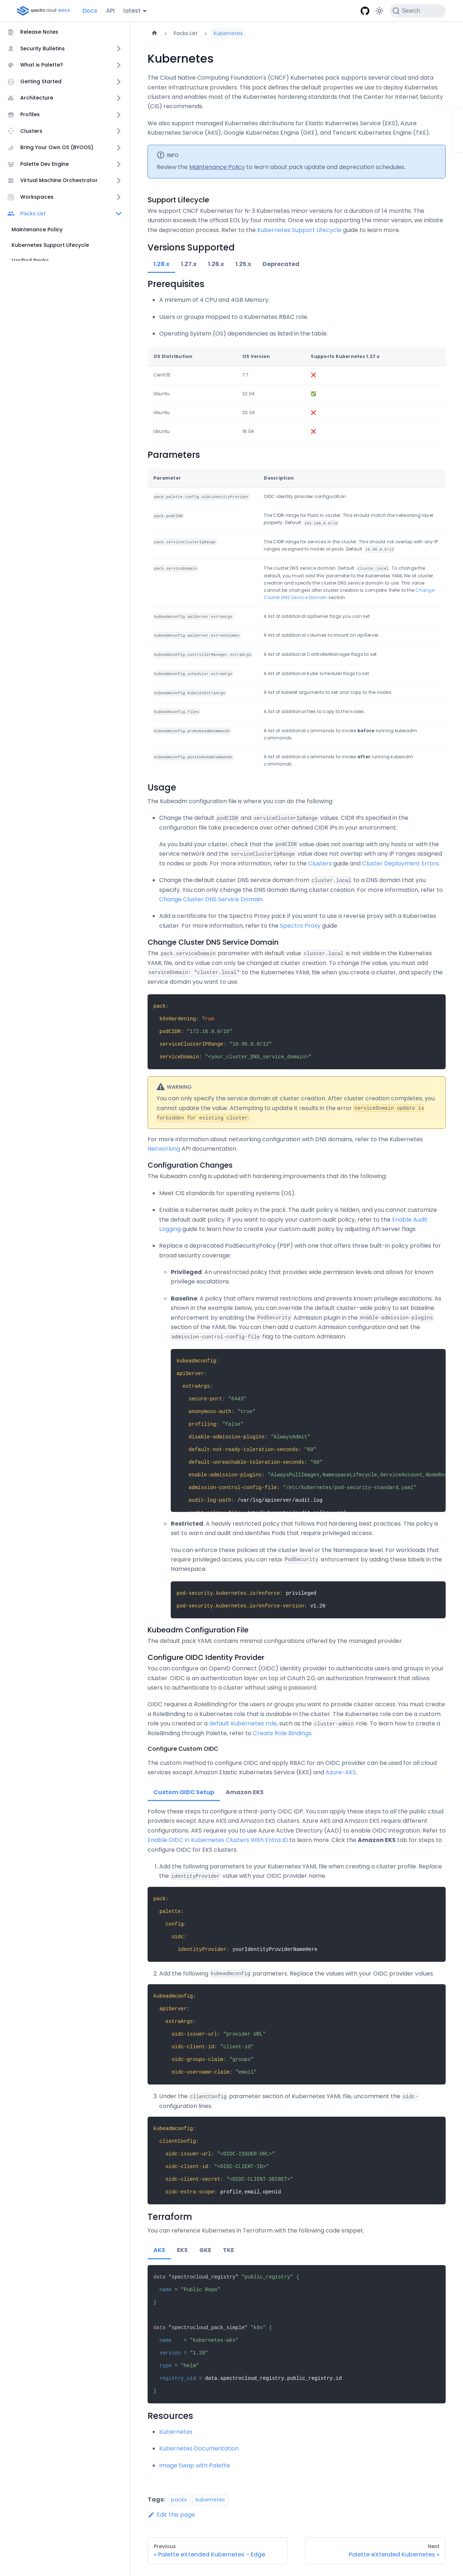 spectro cloud DOCS
Docs
API
latest
Search
Release Notes
Security Bulletins
What is Palette?
Getting Started
Architecture
Profiles
Clusters
Bring Your Own OS (BYOOS)
Palette Dev Engine
Virtual Machine Orchestrator
Workspaces
Packs List
Maintenance Policy
Kubernetes Support Lifecycle
Verified Packs
Packs List
Kubernetes
Kubernetes
The Cloud Native Computing Foundation's (CNCF) Kubernetes pack supports several cloud and data
center infrastructure providers. This pack defines the default properties we use to deploy Kubernetes
clusters and enables most of the Kubernetes hardening standards that the Center for Internet Security
(CIS) recommends.
We also support managed Kubernetes distributions for Elastic Kubernetes Service (EKS), Azure
Kubernetes Service (AKS), Google Kubernetes Engine (GKE), and Tencent Kubernetes Engine (TKE).
INFO
Review the Maintenance Policy to learn about pack update and deprecation schedules.
Support Lifecycle
We support CNCF Kubernetes for N-3 Kubernetes minor versions for a duration of 14 months. The
duration exceeds the official EOL by four months. Once we stop supporting the minor version, we initiate
the deprecation process. Refer to the Kubernetes Support Lifecycle guide to learn more.
Versions Supported
1.28.x
1.27.x
1.26.x
1.25.x
Deprecated
Prerequisites
A minimum of 4 CPU and 4GB Memory.
Users or groups mapped to a Kubernetes RBAC role.
Operating System (OS) dependencies as listed in the table.
OS Distribution OS Version Supports Kubernetes 1.27.x
CentOS 7.7 ❌
Ubuntu 22.04 ✅
Ubuntu 20.04 ❌
Ubuntu 18.04 ❌
Parameters
Parameter Description
pack.palette.config.oidcidentityProvider OIDC identity provider configuration.
pack.podCIDR The CIDR range for Pods in cluster. This should match the networking layer
property. Default: 192.168.0.0/16
pack.serviceClusterIpRange The CIDR range for services in the cluster. This should not overlap with any IP
ranges assigned to nodes or pods. Default: 10.96.0.0/12
pack.serviceDomain The cluster DNS service domain. Default: cluster.local. To change the
default, you must add this parameter to the Kubernetes YAML file at cluster
creation and specify the cluster DNS service domain to use. This value
cannot be changed after cluster creation is complete. Refer to the Change
Cluster DNS Service Domain section.
kubeadmconfig.apiServer.extraArgs A list of additional apiServer flags you can set.
kubeadmconfig.apiServer.extraVolumes A list of additional volumes to mount on apiServer.
kubeadmconfig.controllerManager.extraArgs A list of additional ControllerManager flags to set.
kubeadmconfig.scheduler.extraArgs A list of additional Kube scheduler flags to set.
kubeadmconfig.kubeletExtraArgs A list of kubelet arguments to set and copy to the nodes.
kubeadmconfig.files A list of additional files to copy to the nodes.
kubeadmconfig.preKubeadmCommands A list of additional commands to invoke before running kubeadm
commands.
kubeadmconfig.postKubeadmCommands A list of additional commands to invoke after running kubeadm
commands.
Usage
The Kubeadm configuration file is where you can do the following:
Change the default podCIDR and serviceClusterIpRange values. CIDR IPs specified in the
configuration file take precedence over other defined CIDR IPs in your environment.
As you build your cluster, check that the podCIDR value does not overlap with any hosts or with the
service network and the serviceClusterIpRange value does not overlap with any IP ranges assigned
to nodes or pods. For more information, refer to the Clusters guide and Cluster Deployment Errors.
Change the default cluster DNS service domain from cluster.local to a DNS domain that you
specify. You can only change the DNS domain during cluster creation. For more information, refer to
Change Cluster DNS Service Domain.
Add a certificate for the Spectro Proxy pack if you want to use a reverse proxy with a Kubernetes
cluster. For more information, refer to the Spectro Proxy guide.
Change Cluster DNS Service Domain
The pack.serviceDomain parameter with default value cluster.local is not visible in the Kubernetes
YAML file, and its value can only be changed at cluster creation. To change the value, you must add
serviceDomain: "cluster.local" to the Kubernetes YAML file when you create a cluster, and specify the
service domain you want to use.
pack:
k8sHardening: True
podCIDR: "172.16.0.0/16"
serviceClusterIPRange: "10.96.0.0/12"
serviceDomain: "<your_cluster_DNS_service_domain>"
WARNING
You can only specify the service domain at cluster creation. After cluster creation completes, you
cannot update the value. Attempting to update it results in the error serviceDomain update is
forbidden for existing cluster.
For more information about networking configuration with DNS domains, refer to the Kubernetes
Networking API documentation.
Configuration Changes
The Kubeadm config is updated with hardening improvements that do the following:
Meet CIS standards for operating systems (OS).
Enable a Kubernetes audit policy in the pack. The audit policy is hidden, and you cannot customize
the default audit policy. If you want to apply your custom audit policy, refer to the Enable Audit
Logging guide to learn how to create your custom audit policy by adjusting API server flags.
Replace a deprecated PodSecurityPolicy (PSP) with one that offers three built-in policy profiles for
broad security coverage:
Privileged: An unrestricted policy that provides wide permission levels and allows for known
privilege escalations.
Baseline: A policy that offers minimal restrictions and prevents known privilege escalations. As
shown in the example below, you can override the default cluster-wide policy to set baseline
enforcement by enabling the PodSecurity Admission plugin in the enable-admission-plugins
section of the YAML file. You can then add a custom Admission configuration and set the
admission-control-config-file flag to the custom Admission.
kubeadmconfig:
apiServer:
extraArgs:
secure-port: "6443"
anonymous-auth: "true"
profiling: "false"
disable-admission-plugins: "AlwaysAdmit"
default-not-ready-toleration-seconds: "60"
default-unreachable-toleration-seconds: "60"
enable-admission-plugins: "AlwaysPullImages,NamespaceLifecycle,ServiceAccount,NodeRes
admission-control-config-file: "/etc/kubernetes/pod-security-standard.yaml"
audit-log-path: /var/log/apiserver/audit.log
Restricted: A heavily restricted policy that follows Pod hardening best practices. This policy is
set to warn and audit and identifies Pods that require privileged access.
You can enforce these policies at the cluster level or the Namespace level. For workloads that
require privileged access, you can relax PodSecurity enforcement by adding these labels in the
Namespace:
pod-security.kubernetes.io/enforce: privileged
pod-security.kubernetes.io/enforce-version: v1.26
Kubeadm Configuration File
The default pack YAML contains minimal configurations offered by the managed provider.
Configure OIDC Identity Provider
You can configure an OpenID Connect (OIDC) identity provider to authenticate users and groups in your
cluster. OIDC is an authentication layer on top of OAuth 2.0, an authorization framework that allows
users to authenticate to a cluster without using a password.
OIDC requires a RoleBinding for the users or groups you want to provide cluster access. You must create
a RoleBinding to a Kubernetes role that is available in the cluster. The Kubernetes role can be a custom
role you created or a default Kubernetes role, such as the cluster-admin role. To learn how to create a
RoleBinding through Palette, refer to Create Role Bindings.
Configure Custom OIDC
The custom method to configure OIDC and apply RBAC for an OIDC provider can be used for all cloud
services except Amazon Elastic Kubernetes Service (EKS) and Azure-AKS.
Custom OIDC Setup
Amazon EKS
Follow these steps to configure a third-party OIDC IDP. You can apply these steps to all the public cloud
providers except Azure AKS and Amazon EKS clusters. Azure AKS and Amazon EKS require different
configurations. AKS requires you to use Azure Active Directory (AAD) to enable OIDC integration. Refer to
Enable OIDC in Kubernetes Clusters With Entra ID to learn more. Click the Amazon EKS tab for steps to
configure OIDC for EKS clusters.
1. Add the following parameters to your Kubernetes YAML file when creating a cluster profile. Replace
the identityProvider value with your OIDC provider name.
pack:
palette:
config:
oidc:
identityProvider: yourIdentityProviderNameHere
2. Add the following kubeadmconfig parameters. Replace the values with your OIDC provider values.
kubeadmconfig:
apiServer:
extraArgs:
oidc-issuer-url: "provider URL"
oidc-client-id: "client-id"
oidc-groups-claim: "groups"
oidc-username-claim: "email"
3. Under the clientConfig parameter section of Kubernetes YAML file, uncomment the oidc-
configuration lines.
kubeadmconfig:
clientConfig:
oidc-issuer-url: "<OIDC-ISSUER-URL>"
oidc-client-id: "<OIDC-CLIENT-ID>"
oidc-client-secret: "<OIDC-CLIENT-SECRET>"
oidc-extra-scope: profile,email,openid
Terraform
You can reference Kubernetes in Terraform with the following code snippet.
AKS
EKS
GKE
TKE
data "spectrocloud_registry" "public_registry" {
name = "Public Repo"
}
data "spectrocloud_pack_simple" "k8s" {
name = "kubernetes-aks"
version = "1.26"
type = "helm"
registry_uid = data.spectrocloud_registry.public_registry.id
}
Resources
Kubernetes
Kubernetes Documentation
Image Swap with Palette
Tags: packs kubernetes
Edit this page
Previous
« Palette eXtended Kubernetes - Edge
Next
Palette eXtended Kubernetes »